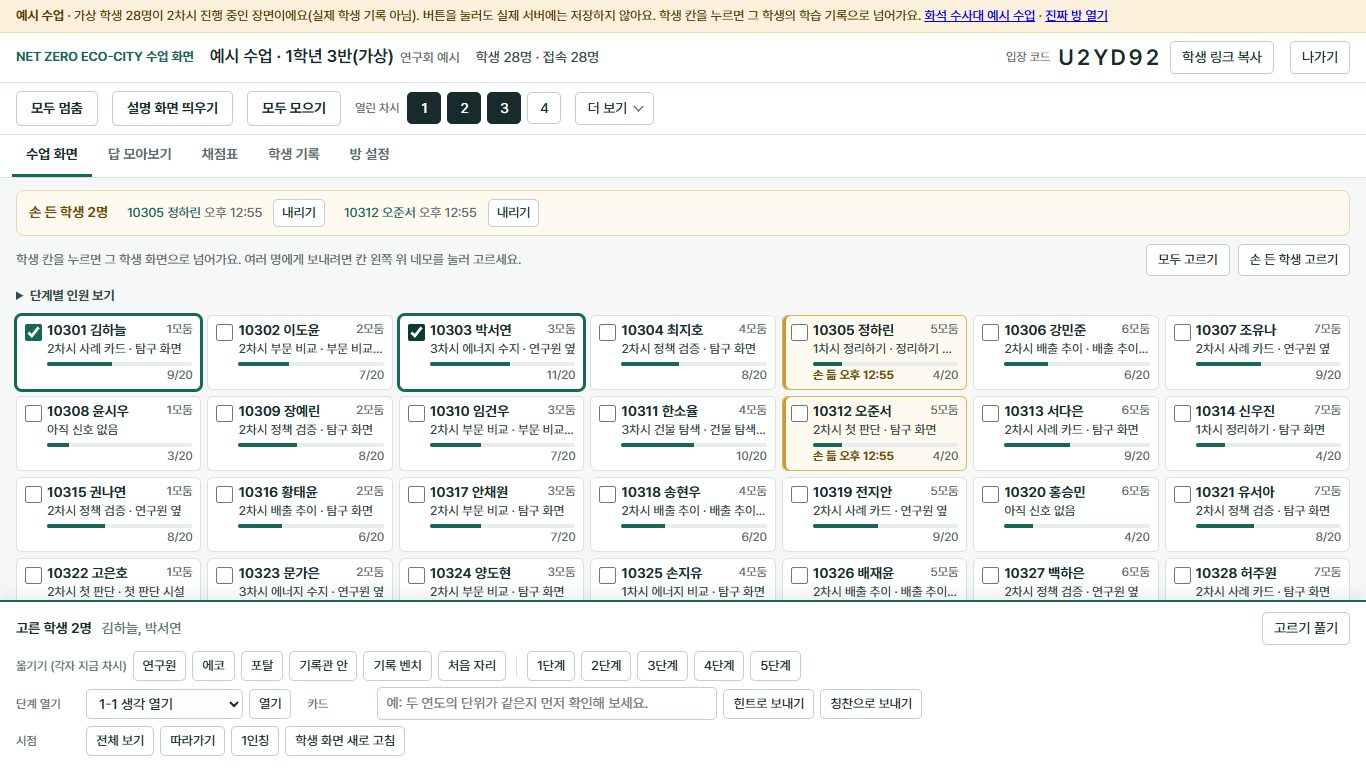 예시 수업 · 가상 학생 28명이 2차시 진행 중인 장면이에요(실제 학생 기록 아님). 버튼을 눌러도 실제 서버에는 저장하지 않아요. 학생 칸을 누르면 그 학생의 학습 기록으로 넘어가요. 화석 수사대 예시 수업 · 진짜 방 열기
NET ZERO ECO-CITY 수업 화면 예시 수업 · 1학년 3반(가상) 연구회 예시 학생 28명 · 접속 28명 입장 코드 U2YD92 학생 링크 복사 나가기
모두 멈춤 설명 화면 띄우기 모두 모으기 열린 차시 1 2 3 4 더 보기
수업 화면 답 모아보기 채점표 학생 기록 방 설정
손 든 학생 2명 10305 정하린 오후 12:55 내리기 10312 오준서 오후 12:55 내리기
학생 칸을 누르면 그 학생 화면으로 넘어가요. 여러 명에게 보내려면 칸 왼쪽 위 네모를 눌러 고르세요. 모두 고르기 손 든 학생 고르기
단계별 인원 보기
10301 김하늘 1모둠 10302 이도윤 2모둠 10303 박서연 3모둠 10304 최지호 4모둠 10305 정하린 5모둠 10306 강민준 6모둠 10307 조유나 7모둠
2차시 사례 카드 · 탐구 화면 2차시 부문 비교 · 부문 비교... 3차시 에너지 수지 · 연구원 옆 2차시 정책 검증 · 탐구 화면 1차시 정리하기 · 정리하기 ... 2차시 배출 추이 · 배출 추이... 2차시 사례 카드 · 연구원 옆
9/20 7/20 11/20 8/20 손 듦 오후 12:55 4/20 6/20 9/20
10308 윤시우 1모둠 10309 장예린 2모둠 10310 임건우 3모둠 10311 한소율 4모둠 10312 오준서 5모둠 10313 서다은 6모둠 10314 신우진 7모둠
아직 신호 없음 2차시 정책 검증 · 탐구 화면 2차시 부문 비교 · 부문 비교... 3차시 건물 탐색 · 건물 탐색... 2차시 첫 판단 · 탐구 화면 2차시 사례 카드 · 탐구 화면 1차시 정리하기 · 탐구 화면
3/20 8/20 7/20 10/20 손 듦 오후 12:55 4/20 9/20 4/20
10315 권나연 1모둠 10316 황태윤 2모둠 10317 안채원 3모둠 10318 송현우 4모둠 10319 전지안 5모둠 10320 홍승민 6모둠 10321 유서아 7모둠
2차시 정책 검증 · 연구원 옆 2차시 배출 추이 · 탐구 화면 2차시 부문 비교 · 탐구 화면 2차시 배출 추이 · 배출 추이... 2차시 사례 카드 · 연구원 옆 아직 신호 없음 2차시 정책 검증 · 탐구 화면
8/20 6/20 7/20 6/20 9/20 4/20 8/20
10322 고은호 1모둠 10323 문가은 2모둠 10324 양도현 3모둠 10325 손지유 4모둠 10326 배재윤 5모둠 10327 백하은 6모둠 10328 허주원 7모둠
2차시 첫 판단 · 첫 판단 시설 3차시 에너지 수지 · 연구원 옆 2차시 부문 비교 · 탐구 화면 1차시 에너지 비교 · 탐구 화면 2차시 배출 추이 · 배출 추이... 2차시 정책 검증 · 연구원 옆 2차시 사례 카드 · 탐구 화면
고른 학생 2명 김하늘, 박서연 고르기 풀기
옮기기 (각자 지금 차시) 연구원 에코 포탈 기록관 안 기록 벤치 처음 자리 1단계 2단계 3단계 4단계 5단계
단계 열기 1-1 생각 열기 열기 카드 예: 두 연도의 단위가 같은지 먼저 확인해 보세요. 힌트로 보내기 칭찬으로 보내기
시점 전체 보기 따라가기 1인칭 학생 화면 새로 고침